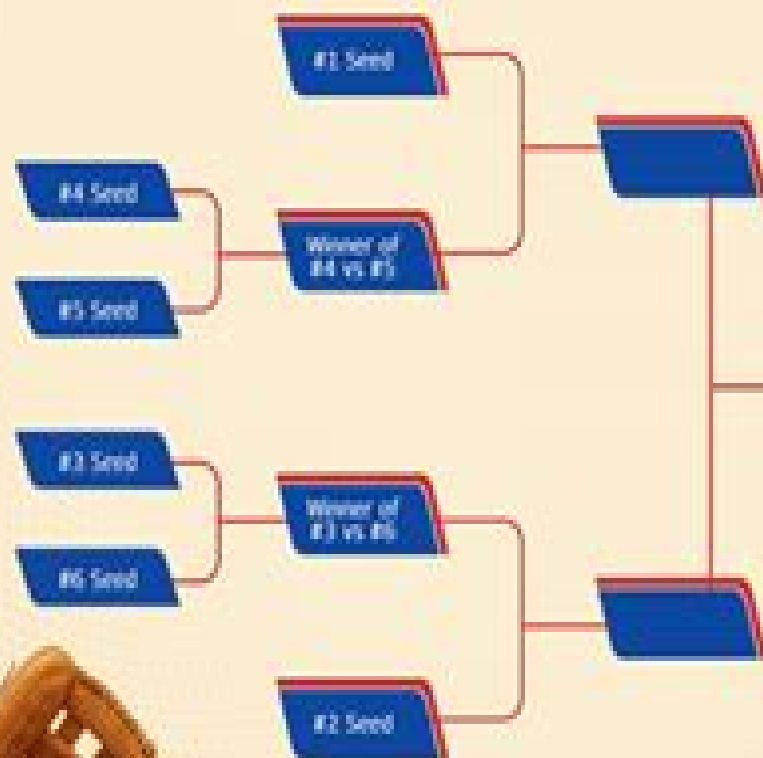 #1 Seed
#4 Seed
Winner of
#4 vs #5
#5 Seed
#3 Seed
Winner of
#3 vs #6
#6 Seed
#2 Seed